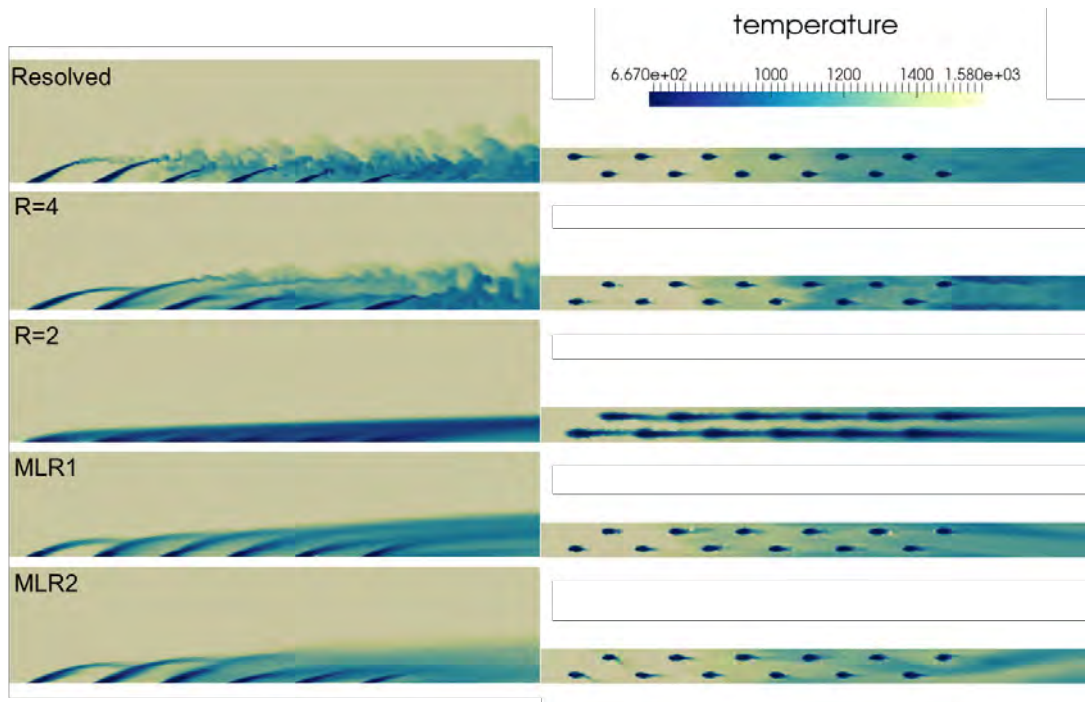 temperature
6.670e+02 1000 1200 1400 1.580e+03
Resolved
R=4
R=2
MLR1
MLR2